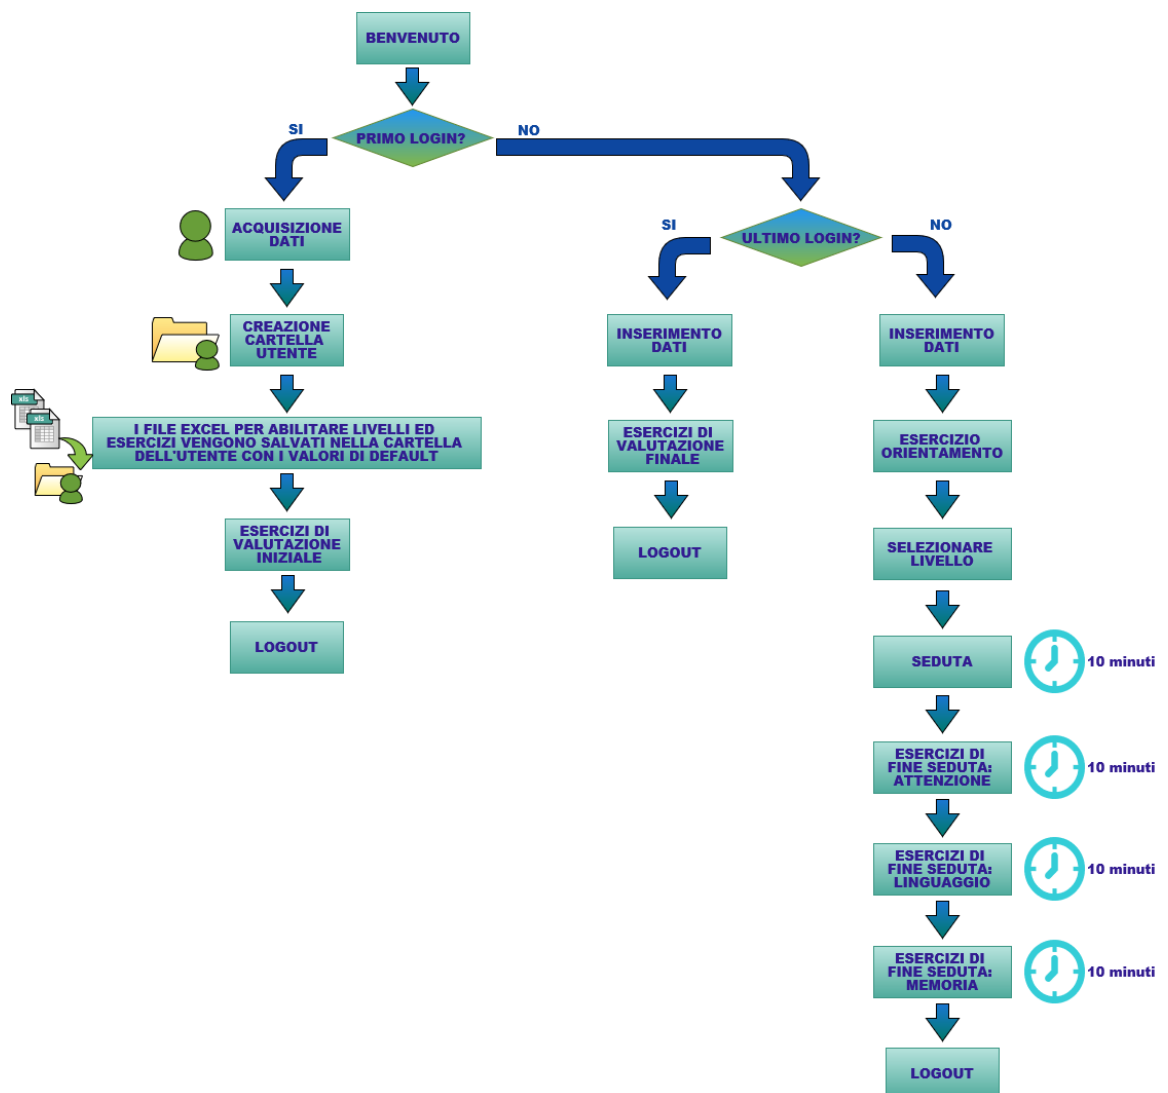 BENVENUTO
PRIMO LOGIN?
SI
NO
ACQUISIZIONE
DATI
CREAZIONE
CARTELLA
UTENTE
xls
xls
I FILE EXCEL PER ABILITARE LIVELLI ED
ESERCIZI VENGONO SALVATI NELLA CARTELLA
DELL'UTENTE CON I VALORI DI DEFAULT
ESERCIZI DI
VALUTAZIONE
INIZIALE
LOGOUT
ULTIMO LOGIN?
SI
NO
INSERIMENTO
DATI
ESERCIZI DI
VALUTAZIONE
FINALE
LOGOUT
INSERIMENTO
DATI
ESERCIZIO
ORIENTAMENTO
SELEZIONARE
LIVELLO
SEDUTA
10 minuti
ESERCIZI DI
FINE SEDUTA:
ATTENZIONE
10 minuti
ESERCIZI DI
FINE SEDUTA:
LINGUAGGIO
10 minuti
ESERCIZI DI
FINE SEDUTA:
MEMORIA
10 minuti
LOGOUT